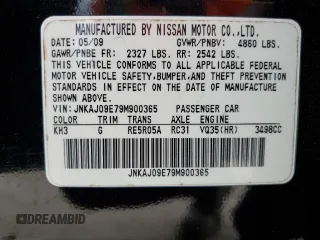 MANUFACTURED BY NISSAN MOTOR CO.,LTD.
DATE: 05/09 GVWR/PNBV: 4860 LBS.
GAWR/PNBE FR: 2327 LBS. RR: 2542 LBS.
THIS VEHICLE CONFORMS TO ALL APPLICABLE FEDERAL
MOTOR VEHICLE SAFETY,BUMPER,AND THEFT PREVENTION
STANDARDS IN EFFECT ON THE DATE OF MANUFACTURE
SHOWN ABOVE.
VIN: JNKAJ09E79M900365 PASSENGER CAR
COLOR TRIM TRANS AXLE ENGINE
KH3 G RE5R05A RC31 VQ35(HR) 3498CC
JNKAJ09E79M900365
DREAMBID